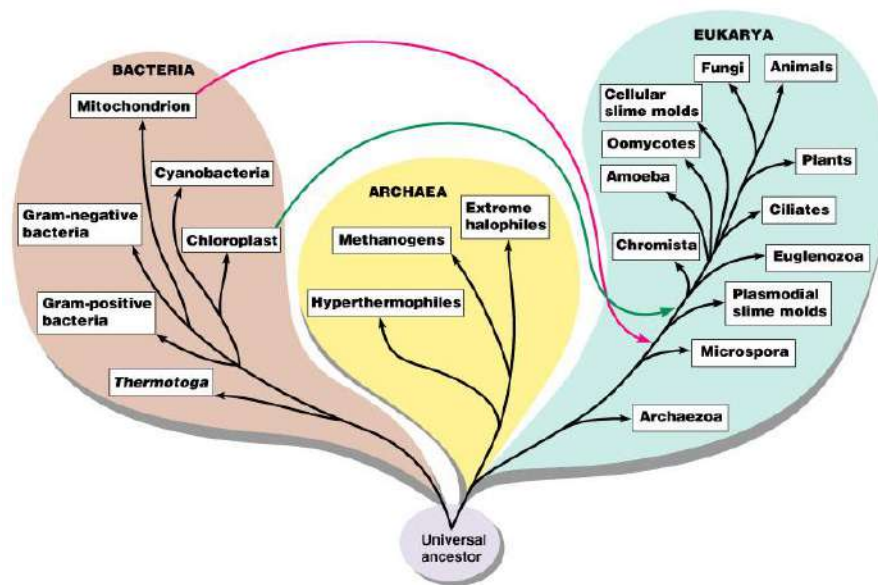 BACTERIA
Mitochondrion
Cyanobacteria
Gram-negative
bacteria
Chloroplast
Gram-positive
bacteria
Thermotoga
ARCHAEA
Extreme
halophiles
Methanogens
Hyperthermophiles
EUKARYA
Fungi
Animals
Cellular
slime molds
Oomycotes
Plants
Amoeba
Ciliates
Chromista
Euglenozoa
Plasmodial
slime molds
Microspora
Archaezoa
Universal
ancestor